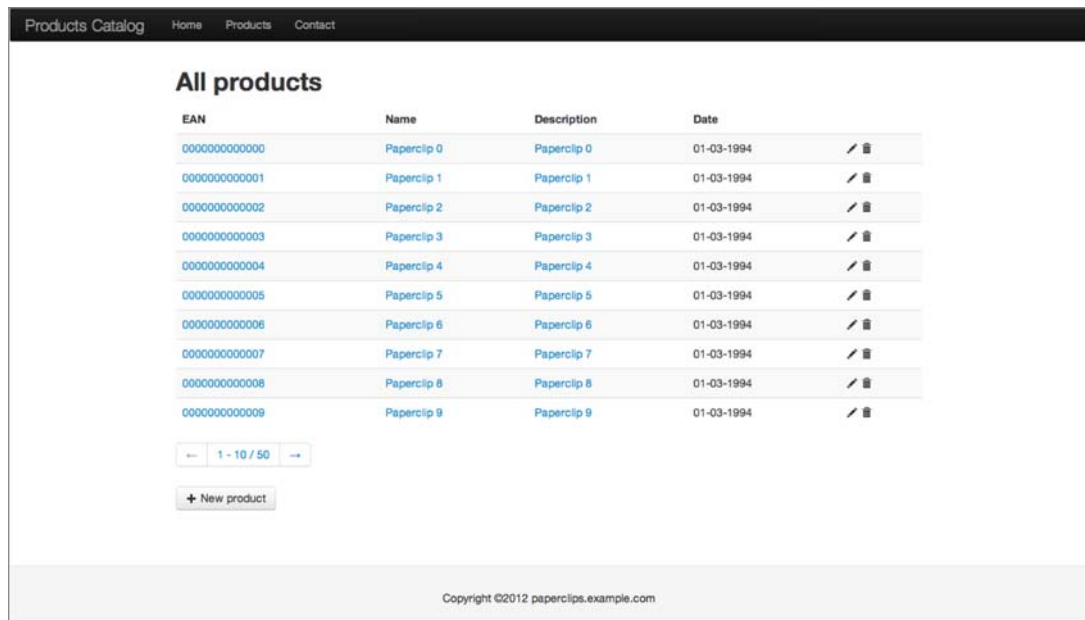 Products Catalog Home Products Contact
All products
EAN Name Description Date
0000000000000 Paperclip 0 Paperclip 0 01-03-1994
0000000000001 Paperclip 1 Paperclip 1 01-03-1994
0000000000002 Paperclip 2 Paperclip 2 01-03-1994
0000000000003 Paperclip 3 Paperclip 3 01-03-1994
0000000000004 Paperclip 4 Paperclip 4 01-03-1994
0000000000005 Paperclip 5 Paperclip 5 01-03-1994
0000000000006 Paperclip 6 Paperclip 6 01-03-1994
0000000000007 Paperclip 7 Paperclip 7 01-03-1994
0000000000008 Paperclip 8 Paperclip 8 01-03-1994
0000000000009 Paperclip 9 Paperclip 9 01-03-1994
← 1 - 10 / 50 →
+ New product
Copyright ©2012 paperclips.example.com